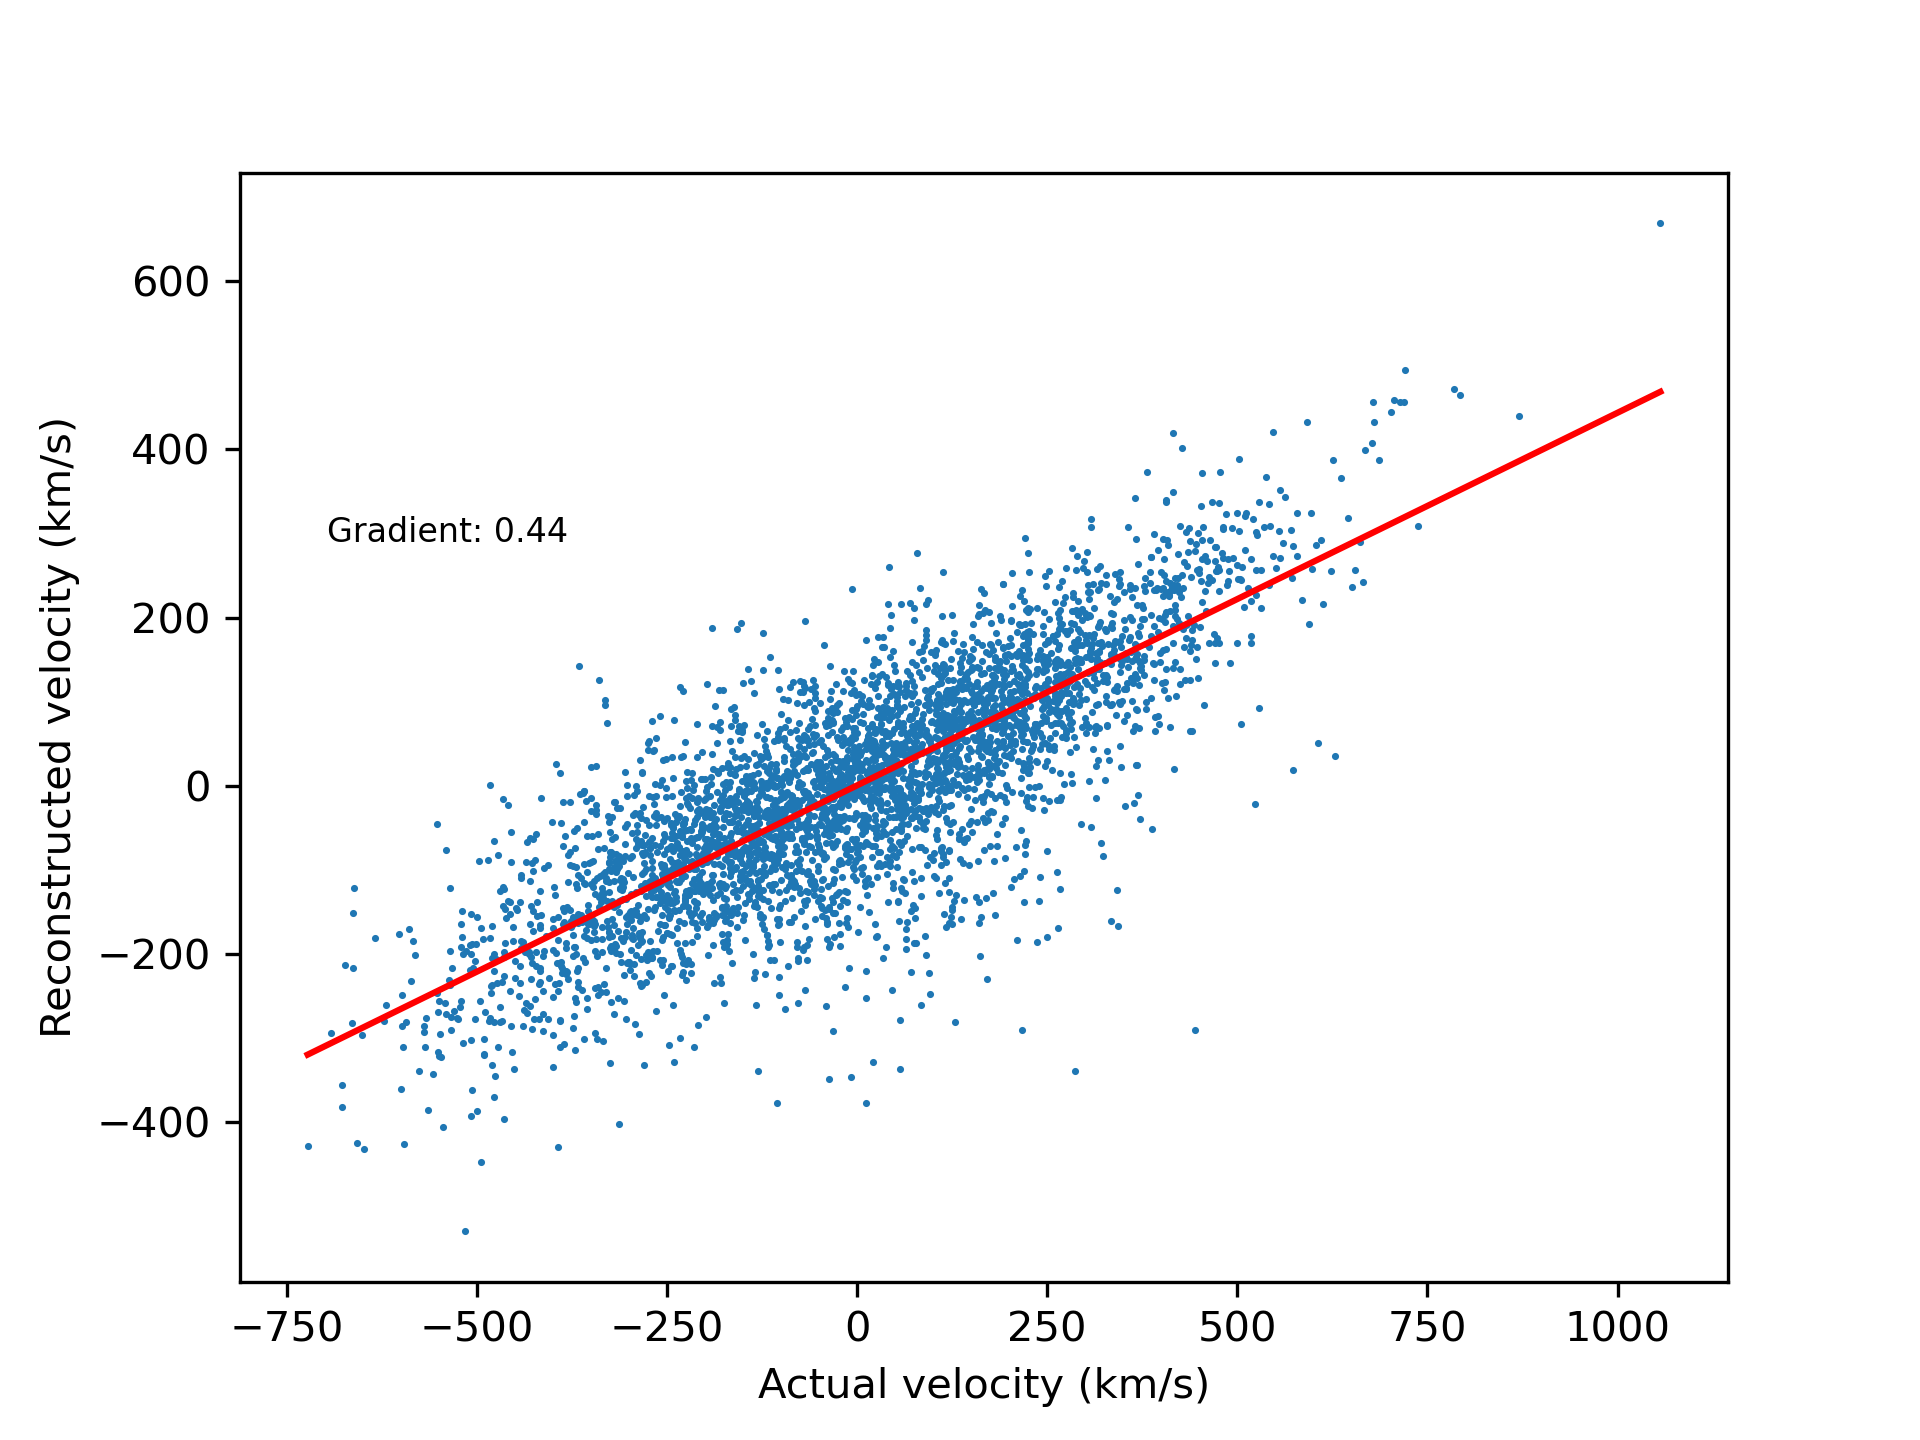 Gradient: 0.44
Reconstructed velocity (km/s)
600
400
200
0
−200
−400
−750 −500 −250 0 250 500 750 1000
Actual velocity (km/s)